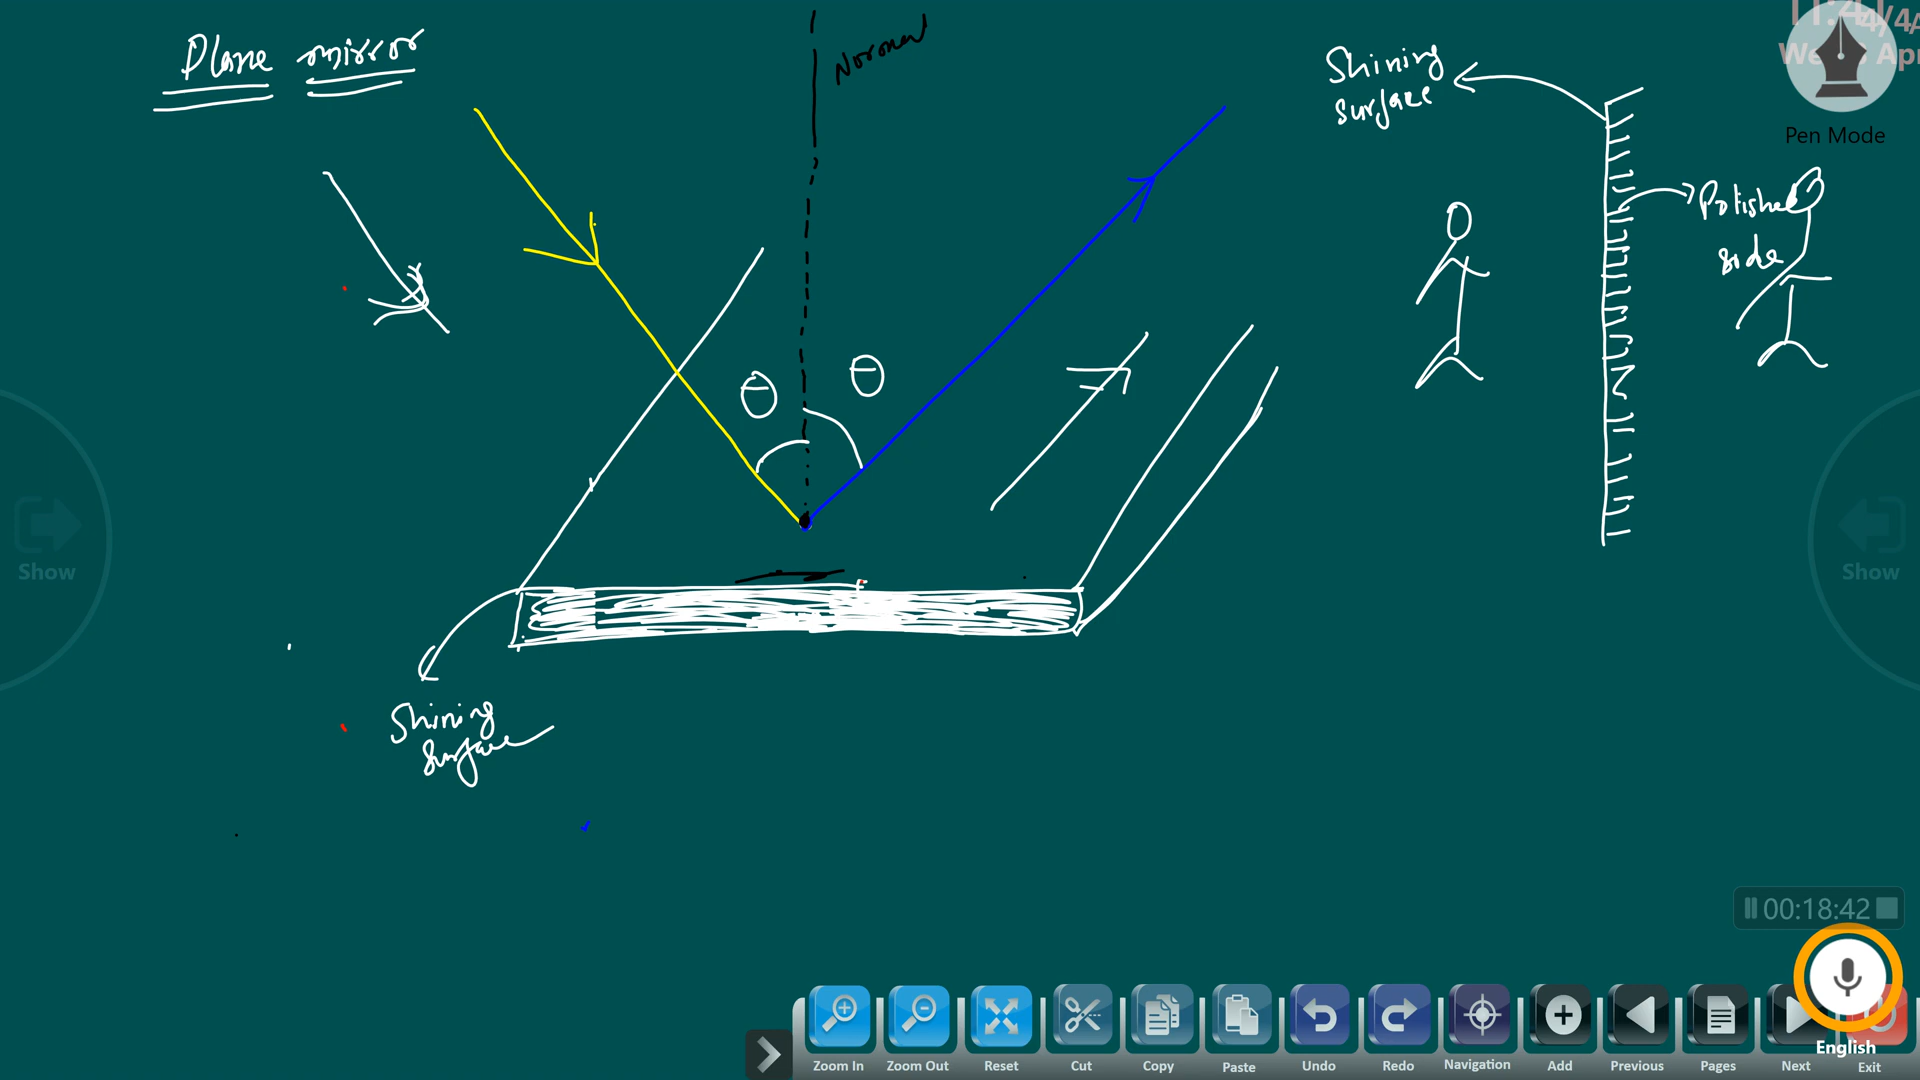 Plane mirror
Normal
Shining
surface
Polished
side
θ
θ
Shining
surface
Pen Mode
Show
Show
00:18:42
English
Zoom In
Zoom Out
Reset
Cut
Copy
Paste
Undo
Redo
Navigation
Add
Previous
Pages
Next
Exit